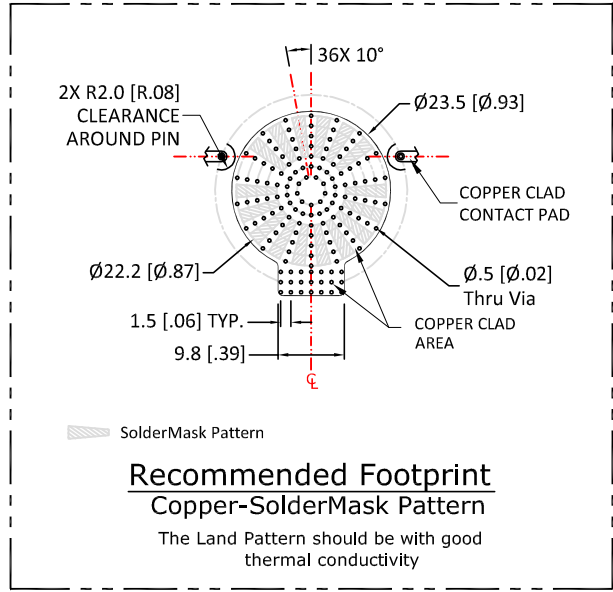 36X 10°
2X R2.0 [R.08]
CLEARANCE
AROUND PIN
Ø23.5 [Ø.93]
COPPER CLAD
CONTACT PAD
Ø22.2 [Ø.87]
Ø.5 [Ø.02]
Thru Via
1.5 [.06] TYP.
COPPER CLAD
AREA
9.8 [.39]
℄
SolderMask Pattern
Recommended Footprint
Copper-SolderMask Pattern
The Land Pattern should be with good
thermal conductivity